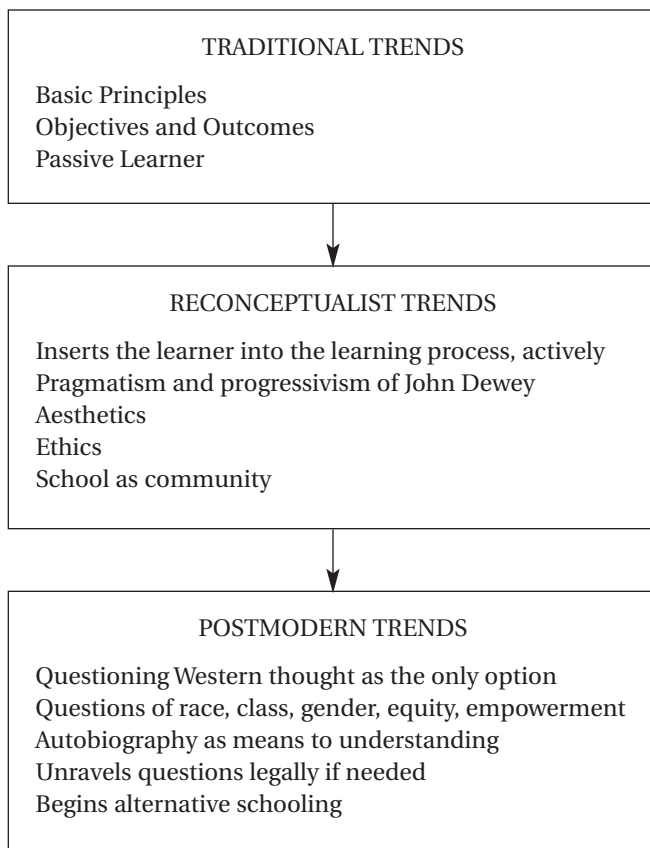 TRADITIONAL TRENDS
Basic Principles
Objectives and Outcomes
Passive Learner
RECONCEPTUALIST TRENDS
Inserts the learner into the learning process, actively
Pragmatism and progressivism of John Dewey
Aesthetics
Ethics
School as community
POSTMODERN TRENDS
Questioning Western thought as the only option
Questions of race, class, gender, equity, empowerment
Autobiography as means to understanding
Unravels questions legally if needed
Begins alternative schooling